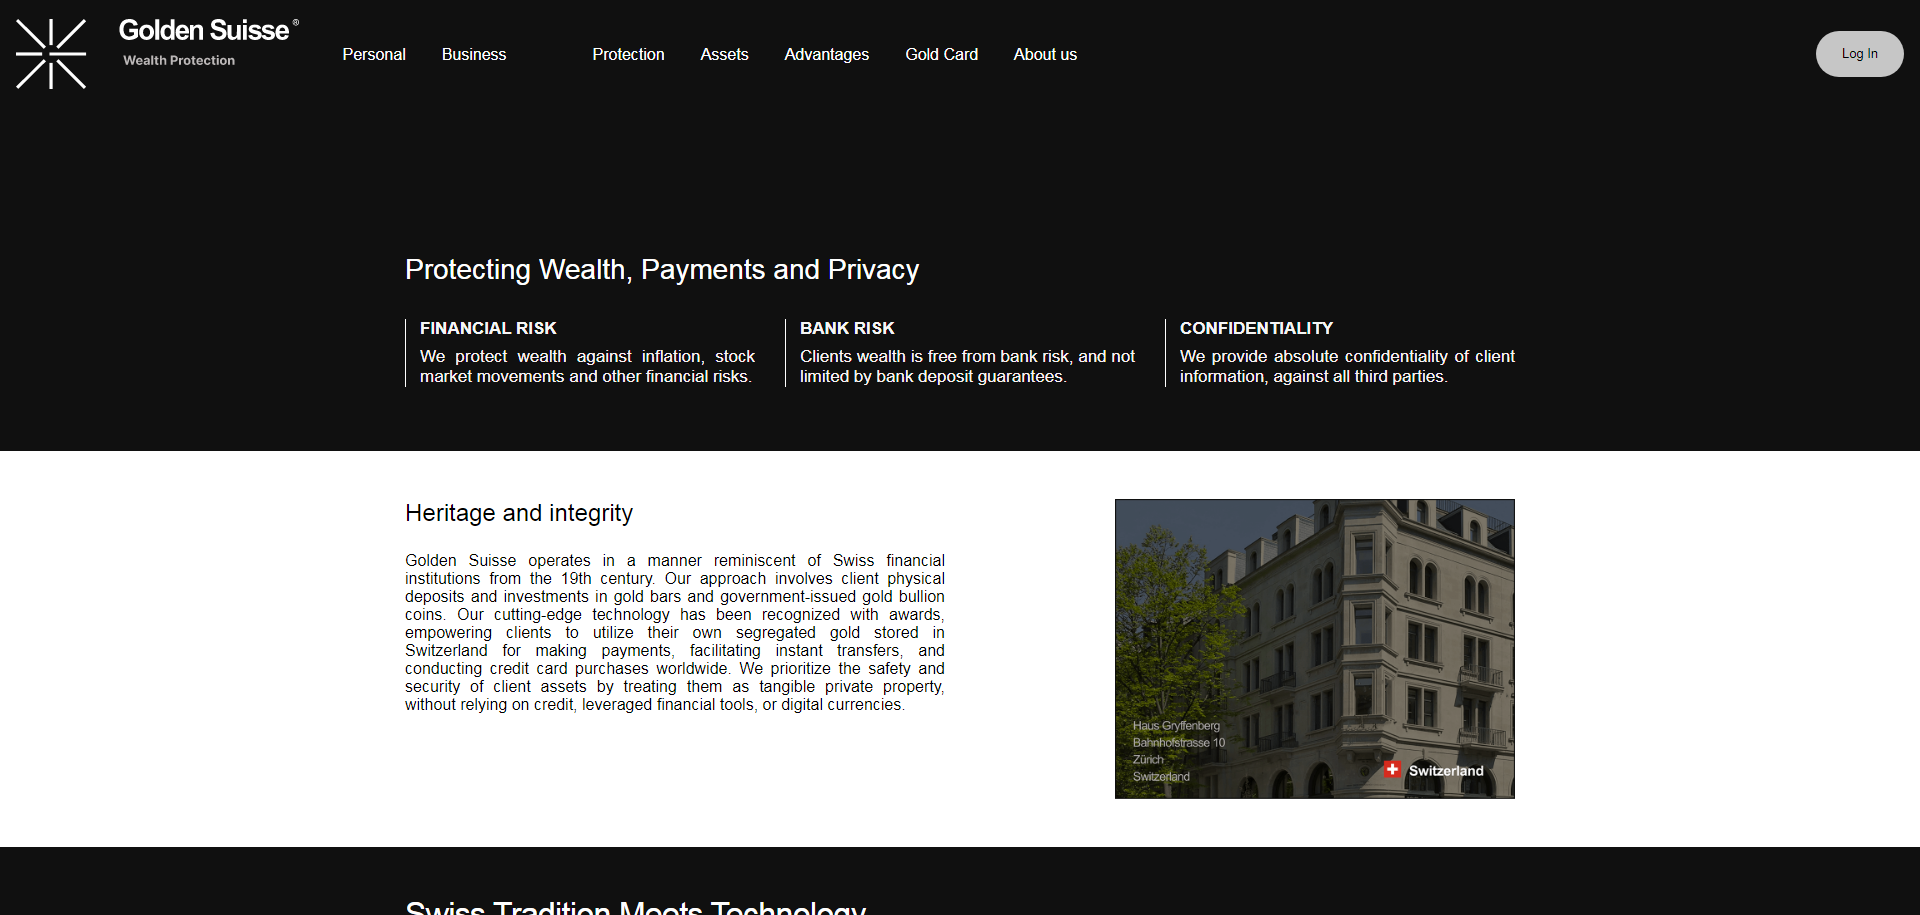 Golden Suisse®
Wealth Protection
Personal
Business
Protection
Assets
Advantages
Gold Card
About us
Log In
Protecting Wealth, Payments and Privacy
FINANCIAL RISK
We protect wealth against inflation, stock
market movements and other financial risks.
BANK RISK
Clients wealth is free from bank risk, and not
limited by bank deposit guarantees.
CONFIDENTIALITY
We provide absolute confidentiality of client
information, against all third parties.
Heritage and integrity
Golden Suisse operates in a manner reminiscent of Swiss financial
institutions from the 19th century. Our approach involves client physical
deposits and investments in gold bars and government-issued gold bullion
coins. Our cutting-edge technology has been recognized with awards,
empowering clients to utilize their own segregated gold stored in
Switzerland for making payments, facilitating instant transfers, and
conducting credit card purchases worldwide. We prioritize the safety and
security of client assets by treating them as tangible private property,
without relying on credit, leveraged financial tools, or digital currencies.
Haus Gryffenberg
Bahnhofstrasse 10
Zürich
Switzerland
Switzerland
Swiss Tradition Meets Technology